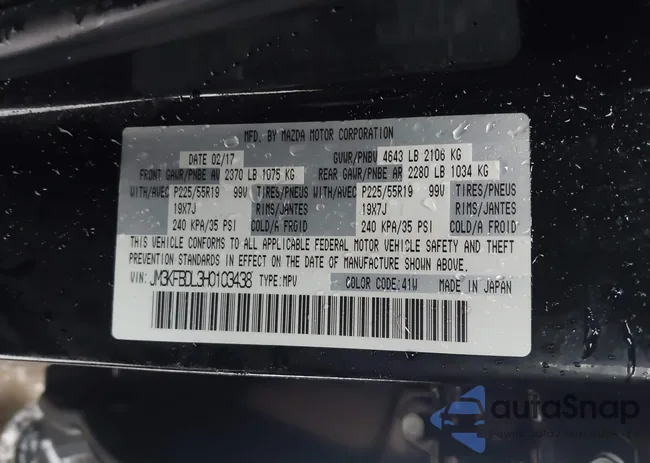 MFD. BY MAZDA MOTOR CORPORATION
DATE 02/17 GVWR/PNBV 4643 LB 2106 KG
FRONT GAWR/PNBE AV 2370 LB 1075 KG REAR GAWR/PNBE AR 2280 LB 1034 KG
WITH/AVEC P225/55R19 99V TIRES/PNEUS WITH/AVEC P225/55R19 99V TIRES/PNEUS
19X7J RIMS/JANTES 19X7J RIMS/JANTES
240 KPA/35 PSI COLD/A FROID 240 KPA/35 PSI COLD/A FROID
THIS VEHICLE CONFORMS TO ALL APPLICABLE FEDERAL MOTOR VEHICLE SAFETY AND THEFT
PREVENTION STANDARDS IN EFFECT ON THE DATE OF MANUFACTURE SHOWN ABOVE.
VIN: JM3KFBDL3H0103438 TYPE: MPV COLOR CODE: 41W MADE IN JAPAN
autoSnap